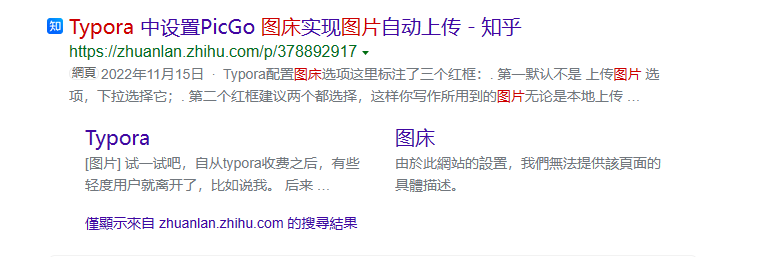 知 Typora 中设置PicGo 图床实现图片自动上传 - 知乎
https://zhuanlan.zhihu.com/p/378892917
網頁 2022年11月15日 · Typora配置图床选项这里标注了三个红框：. 第一默认不是 上传图片 选
项，下拉选择它；. 第二个红框建议两个都选择，这样你写作所用到的图片无论是本地上传 ...
Typora
[图片] 试一试吧，自从typora收费之后，有些
轻度用户就离开了，比如说我。 后来 ...
图床
由於此網站的設置，我們無法提供該頁面的
具體描述。
僅顯示來自 zhuanlan.zhihu.com 的搜尋結果